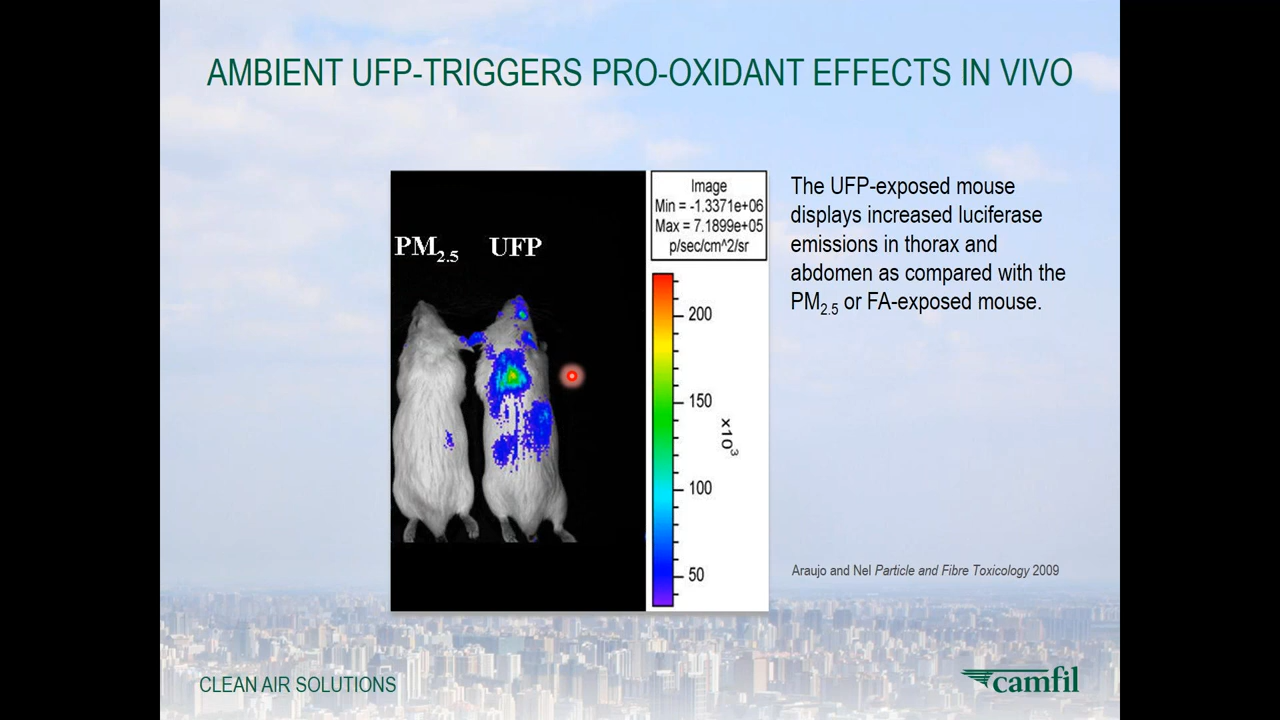 AMBIENT UFP-TRIGGERS PRO-OXIDANT EFFECTS IN VIVO
PM2.5 UFP
Image
Min = -1.3371e+06
Max = 7.1899e+05
p/sec/cm^2/sr
200
150
100
50
x10^3
The UFP-exposed mouse
displays increased luciferase
emissions in thorax and
abdomen as compared with the
PM2.5 or FA-exposed mouse.
Araujo and Nel Particle and Fibre Toxicology 2009
CLEAN AIR SOLUTIONS
camfil